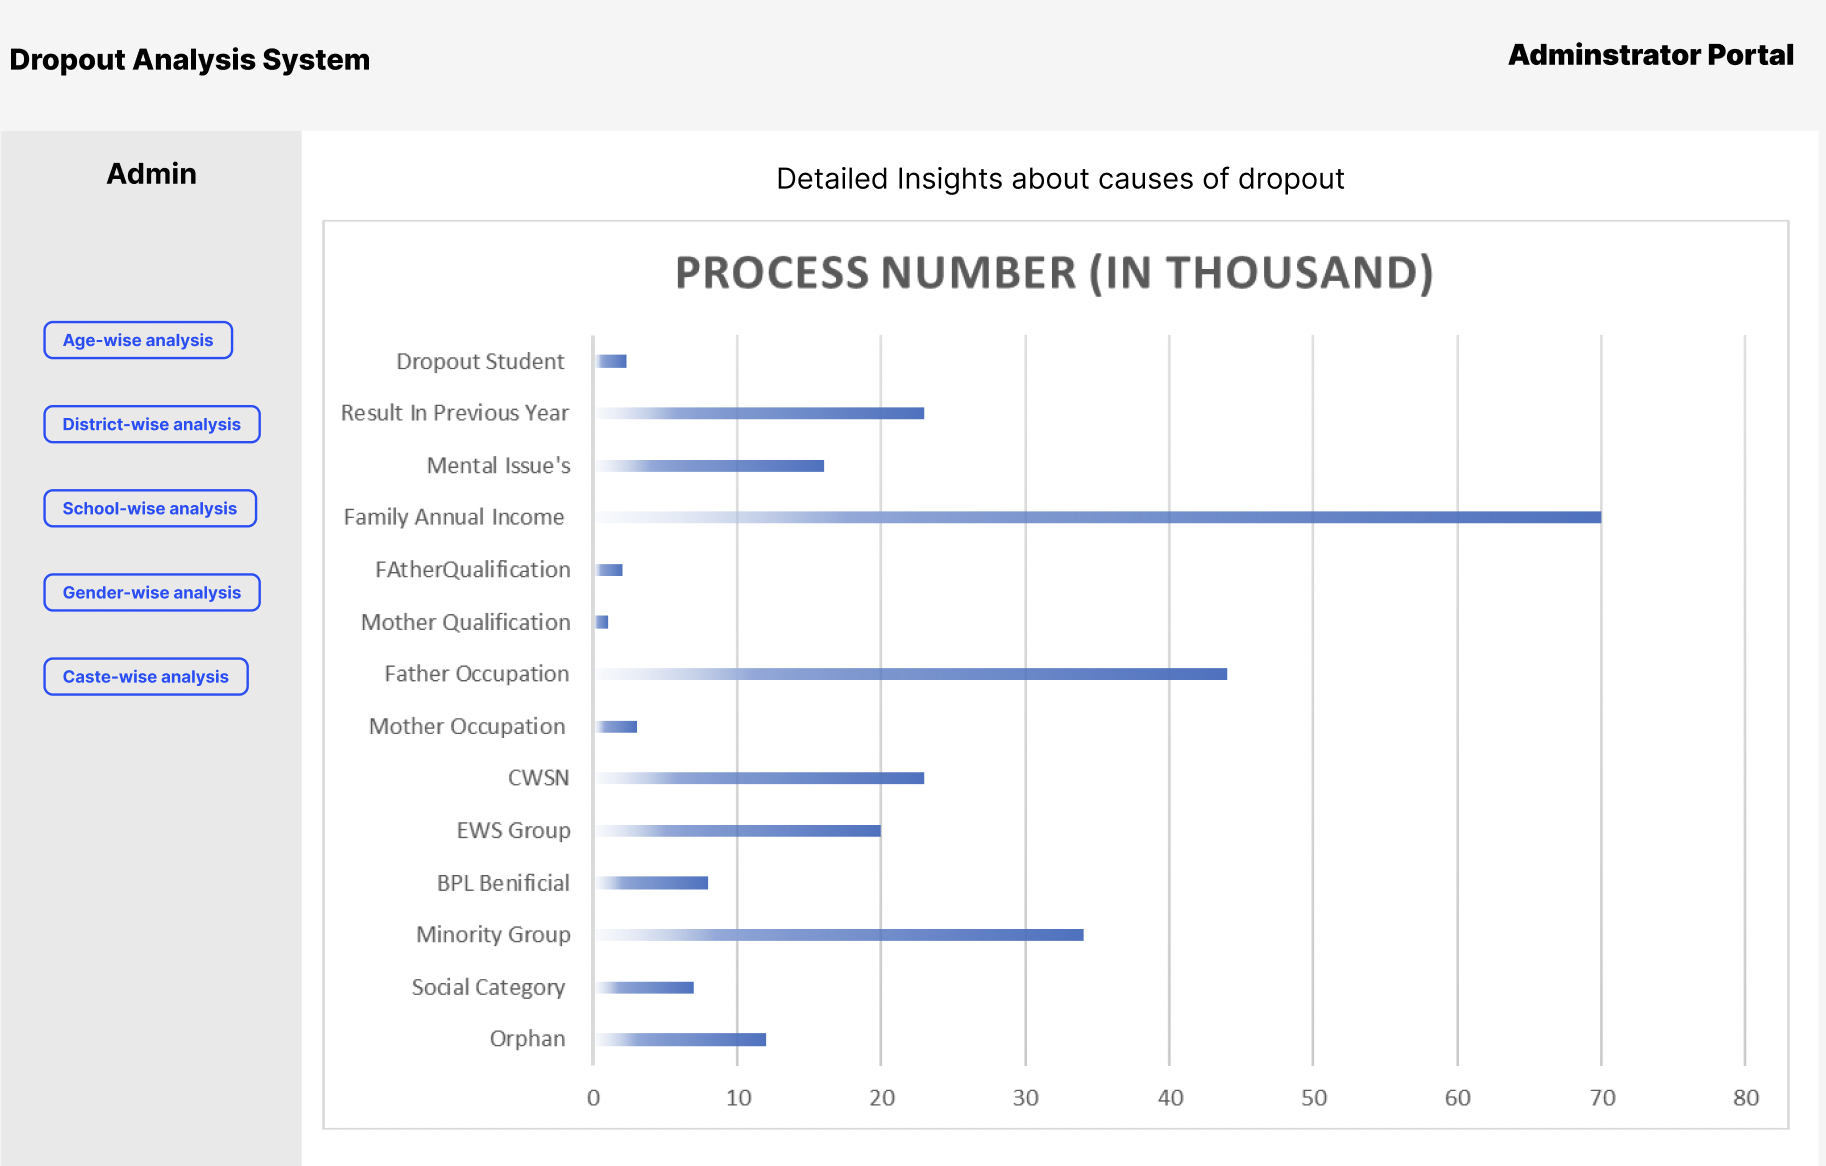 Dropout Analysis System
Adminstrator Portal
Admin
Age-wise analysis
District-wise analysis
School-wise analysis
Gender-wise analysis
Caste-wise analysis
Detailed Insights about causes of dropout
PROCESS NUMBER (IN THOUSAND)
Dropout Student
Result In Previous Year
Mental Issue's
Family Annual Income
FAtherQualification
Mother Qualification
Father Occupation
Mother Occupation
CWSN
EWS Group
BPL Benificial
Minority Group
Social Category
Orphan
0 10 20 30 40 50 60 70 80